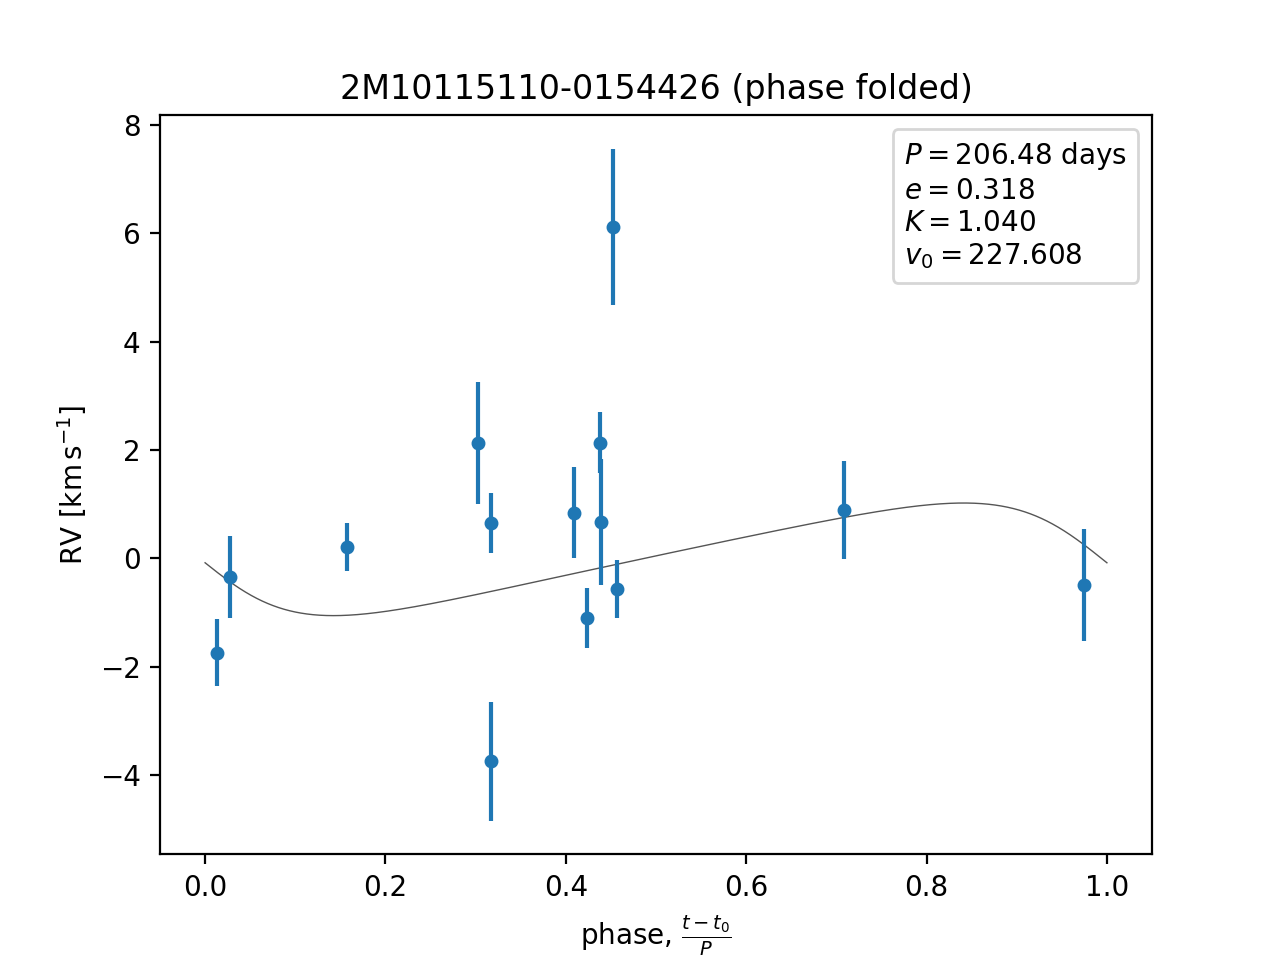 2M10115110-0154426 (phase folded)
8
6
4
2
0
−2
−4
RV [km s⁻¹]
P = 206.48 days
e = 0.318
K = 1.040
v₀ = 227.608
0.0 0.2 0.4 0.6 0.8 1.0
phase, (t − t₀)/P